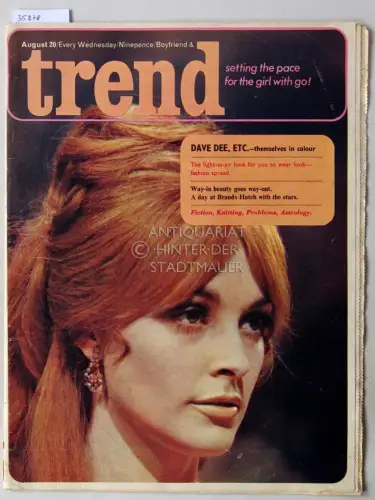 35278
August 20/Every Wednesday/Ninepence/Boyfriend &
trend
setting the pace
for the girl with go!
DAVE DEE, ETC.—themselves in colour
The light-as-air look for you to wear look—
fashion spread.
Way-in beauty goes way-out.
A day at Brands Hatch with the stars.
Fiction, Knitting, Problems, Astrology.
ANTIQUARIAT
© HINTER DER
STADTMAUER